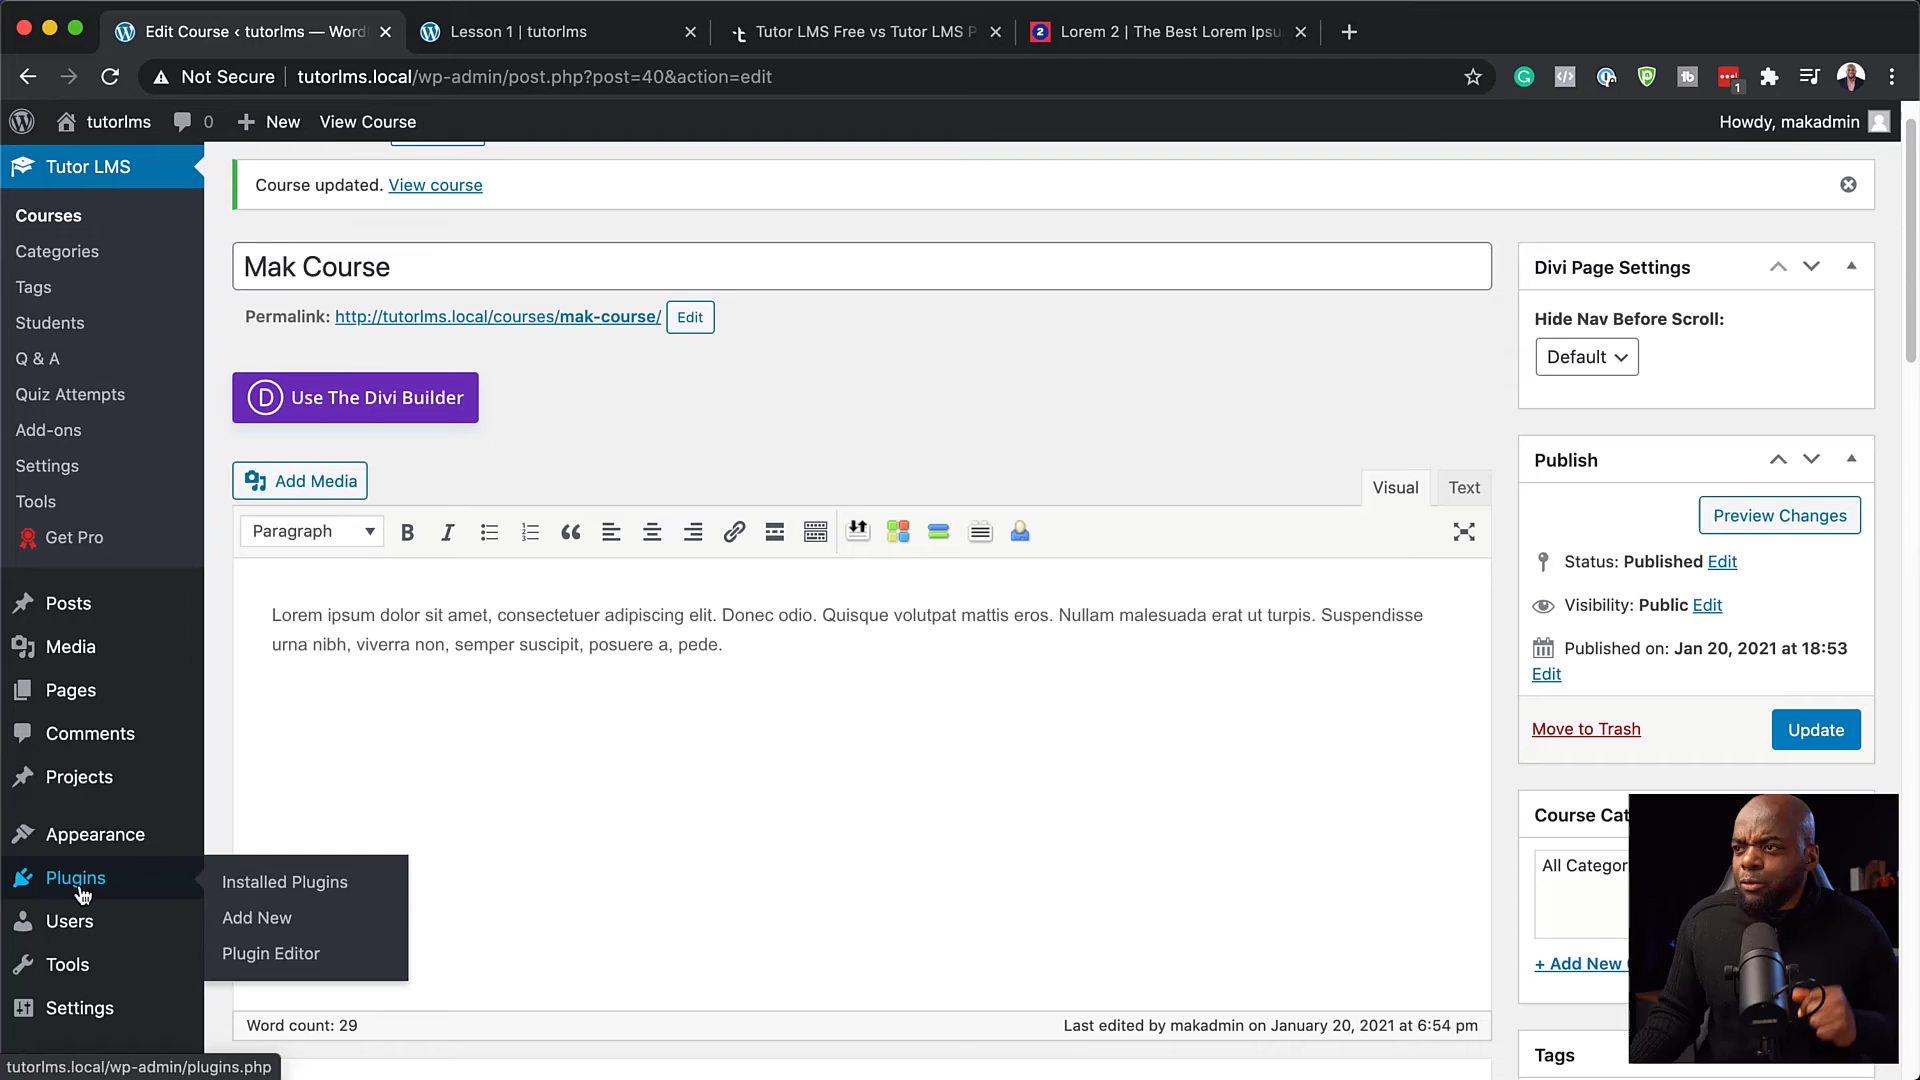 Edit Course ‹ tutorlms — Word
Lesson 1 | tutorlms
Tutor LMS Free vs Tutor LMS P
2
Lorem 2 | The Best Lorem Ipsu
Not Secure
tutorlms.local/wp-admin/post.php?post=40&action=edit
1
tutorlms
0
New
View Course
Howdy, makadmin
Tutor LMS
Courses
Categories
Tags
Students
Q & A
Quiz Attempts
Add-ons
Settings
Tools
Get Pro
Posts
Media
Pages
Comments
Projects
Appearance
Plugins
Users
Tools
Settings
Installed Plugins
Add New
Plugin Editor
tutorlms.local/wp-admin/plugins.php
Course updated. View course
Mak Course
Permalink: http://tutorlms.local/courses/mak-course/ Edit
D Use The Divi Builder
Add Media
Visual
Text
Paragraph
B I
Lorem ipsum dolor sit amet, consectetuer adipiscing elit. Donec odio. Quisque volutpat mattis eros. Nullam malesuada erat ut turpis. Suspendisse
urna nibh, viverra non, semper suscipit, posuere a, pede.
Word count: 29
Last edited by makadmin on January 20, 2021 at 6:54 pm
Divi Page Settings
Hide Nav Before Scroll:
Default
Publish
Preview Changes
Status: Published Edit
Visibility: Public Edit
Published on: Jan 20, 2021 at 18:53
Edit
Move to Trash
Update
Course Cat
All Categor
+ Add New
Tags